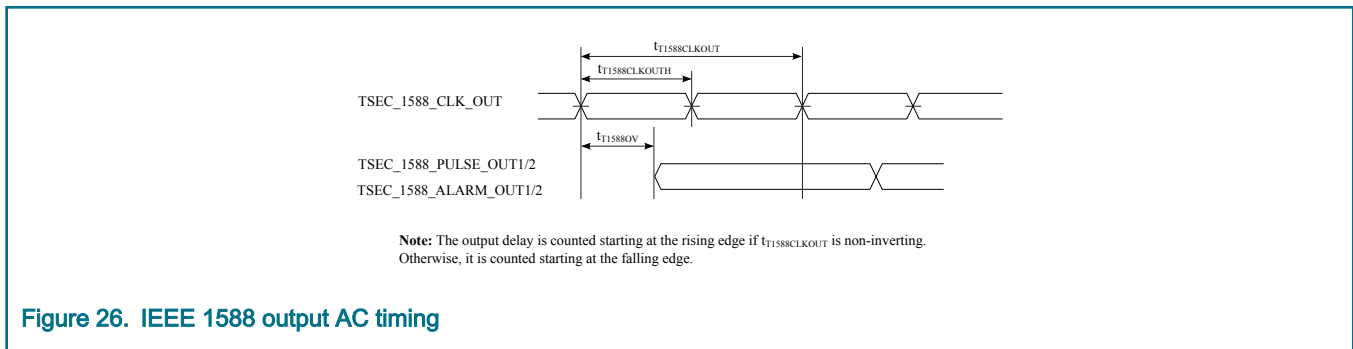 tT1588CLKOUT
tT1588CLKOUTH
TSEC_1588_CLK_OUT
tT1588OV
TSEC_1588_PULSE_OUT1/2
TSEC_1588_ALARM_OUT1/2
Note: The output delay is counted starting at the rising edge if tT1588CLKOUT is non-inverting.
Otherwise, it is counted starting at the falling edge.
Figure 26. IEEE 1588 output AC timing